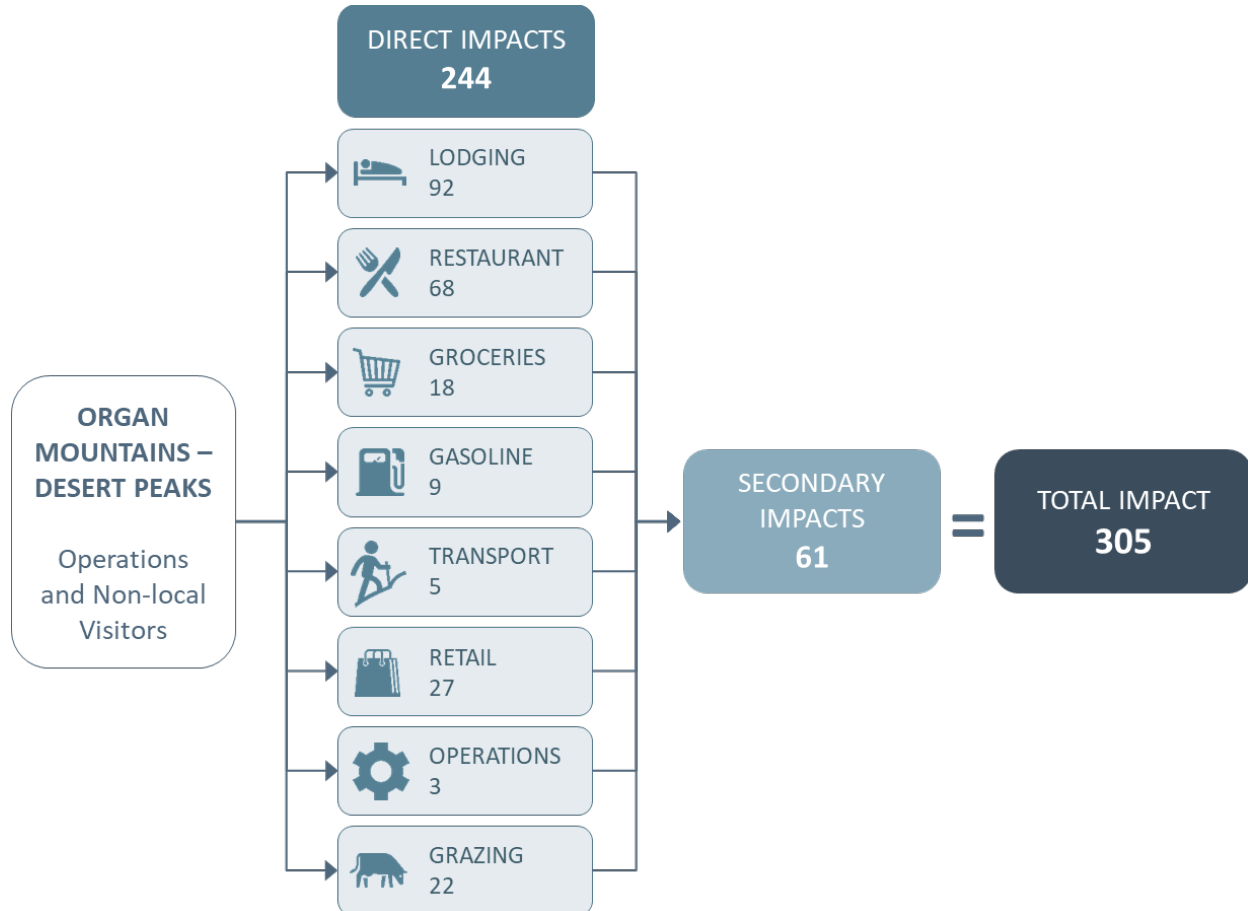 DIRECT IMPACTS
244
LODGING
92
RESTAURANT
68
GROCERIES
18
GASOLINE
9
TRANSPORT
5
RETAIL
27
OPERATIONS
3
GRAZING
22
ORGAN
MOUNTAINS –
DESERT PEAKS
Operations
and Non-local
Visitors
SECONDARY
IMPACTS
61
=
TOTAL IMPACT
305